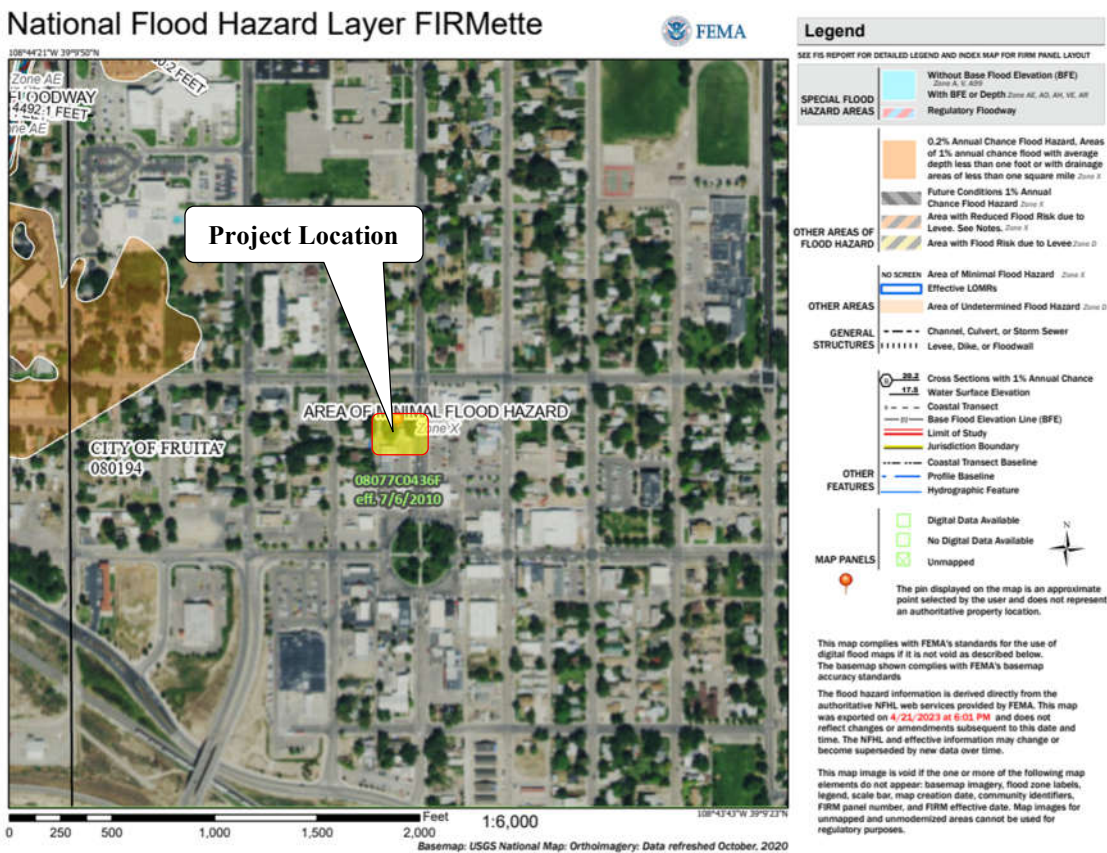 National Flood Hazard Layer FIRMette
FEMA
108°44'21"W 39°9'50"N
Zone AE
FLOODWAY
4492.1 FEET
ne AE
0.2 FEET
Project Location
AREA OF MINIMAL FLOOD HAZARD
Zone X
CITY OF FRUITA
080194
08077C0436F
eff. 7/6/2010
108°43'43"W 39°9'23"N
0 250 500 1,000 1,500 2,000 Feet 1:6,000
Basemap: USGS National Map: Orthoimagery: Data refreshed October, 2020
Legend
SEE FIS REPORT FOR DETAILED LEGEND AND INDEX MAP FOR FIRM PANEL LAYOUT
SPECIAL FLOOD
HAZARD AREAS
Without Base Flood Elevation (BFE)
Zone A, V, A99
With BFE or Depth Zone AE, AO, AH, VE, AR
Regulatory Floodway
OTHER AREAS OF
FLOOD HAZARD
0.2% Annual Chance Flood Hazard, Areas
of 1% annual chance flood with average
depth less than one foot or with drainage
areas of less than one square mile Zone X
Future Conditions 1% Annual
Chance Flood Hazard Zone X
Area with Reduced Flood Risk due to
Levee. See Notes. Zone X
Area with Flood Risk due to Levee Zone D
OTHER AREAS
NO SCREEN Area of Minimal Flood Hazard Zone X
Effective LOMRs
Area of Undetermined Flood Hazard Zone D
GENERAL
STRUCTURES
Channel, Culvert, or Storm Sewer
Levee, Dike, or Floodwall
OTHER
FEATURES
20.2 Cross Sections with 1% Annual Chance
17.5 Water Surface Elevation
Coastal Transect
Base Flood Elevation Line (BFE)
Limit of Study
Jurisdiction Boundary
Coastal Transect Baseline
Profile Baseline
Hydrographic Feature
MAP PANELS
Digital Data Available
No Digital Data Available
Unmapped
N
The pin displayed on the map is an approximate
point selected by the user and does not represent
an authoritative property location.
This map complies with FEMA's standards for the use of
digital flood maps if it is not void as described below.
The basemap shown complies with FEMA's basemap
accuracy standards
The flood hazard information is derived directly from the
authoritative NFHL web services provided by FEMA. This map
was exported on 4/21/2023 at 6:01 PM and does not
reflect changes or amendments subsequent to this date and
time. The NFHL and effective information may change or
become superseded by new data over time.
This map image is void if the one or more of the following map
elements do not appear: basemap imagery, flood zone labels,
legend, scale bar, map creation date, community identifiers,
FIRM panel number, and FIRM effective date. Map images for
unmapped and unmodernized areas cannot be used for
regulatory purposes.